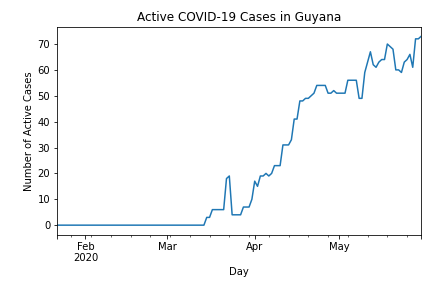 Active COVID-19 Cases in Guyana
Number of Active Cases
70
60
50
40
30
20
10
0
Feb Mar Apr May
2020
Day